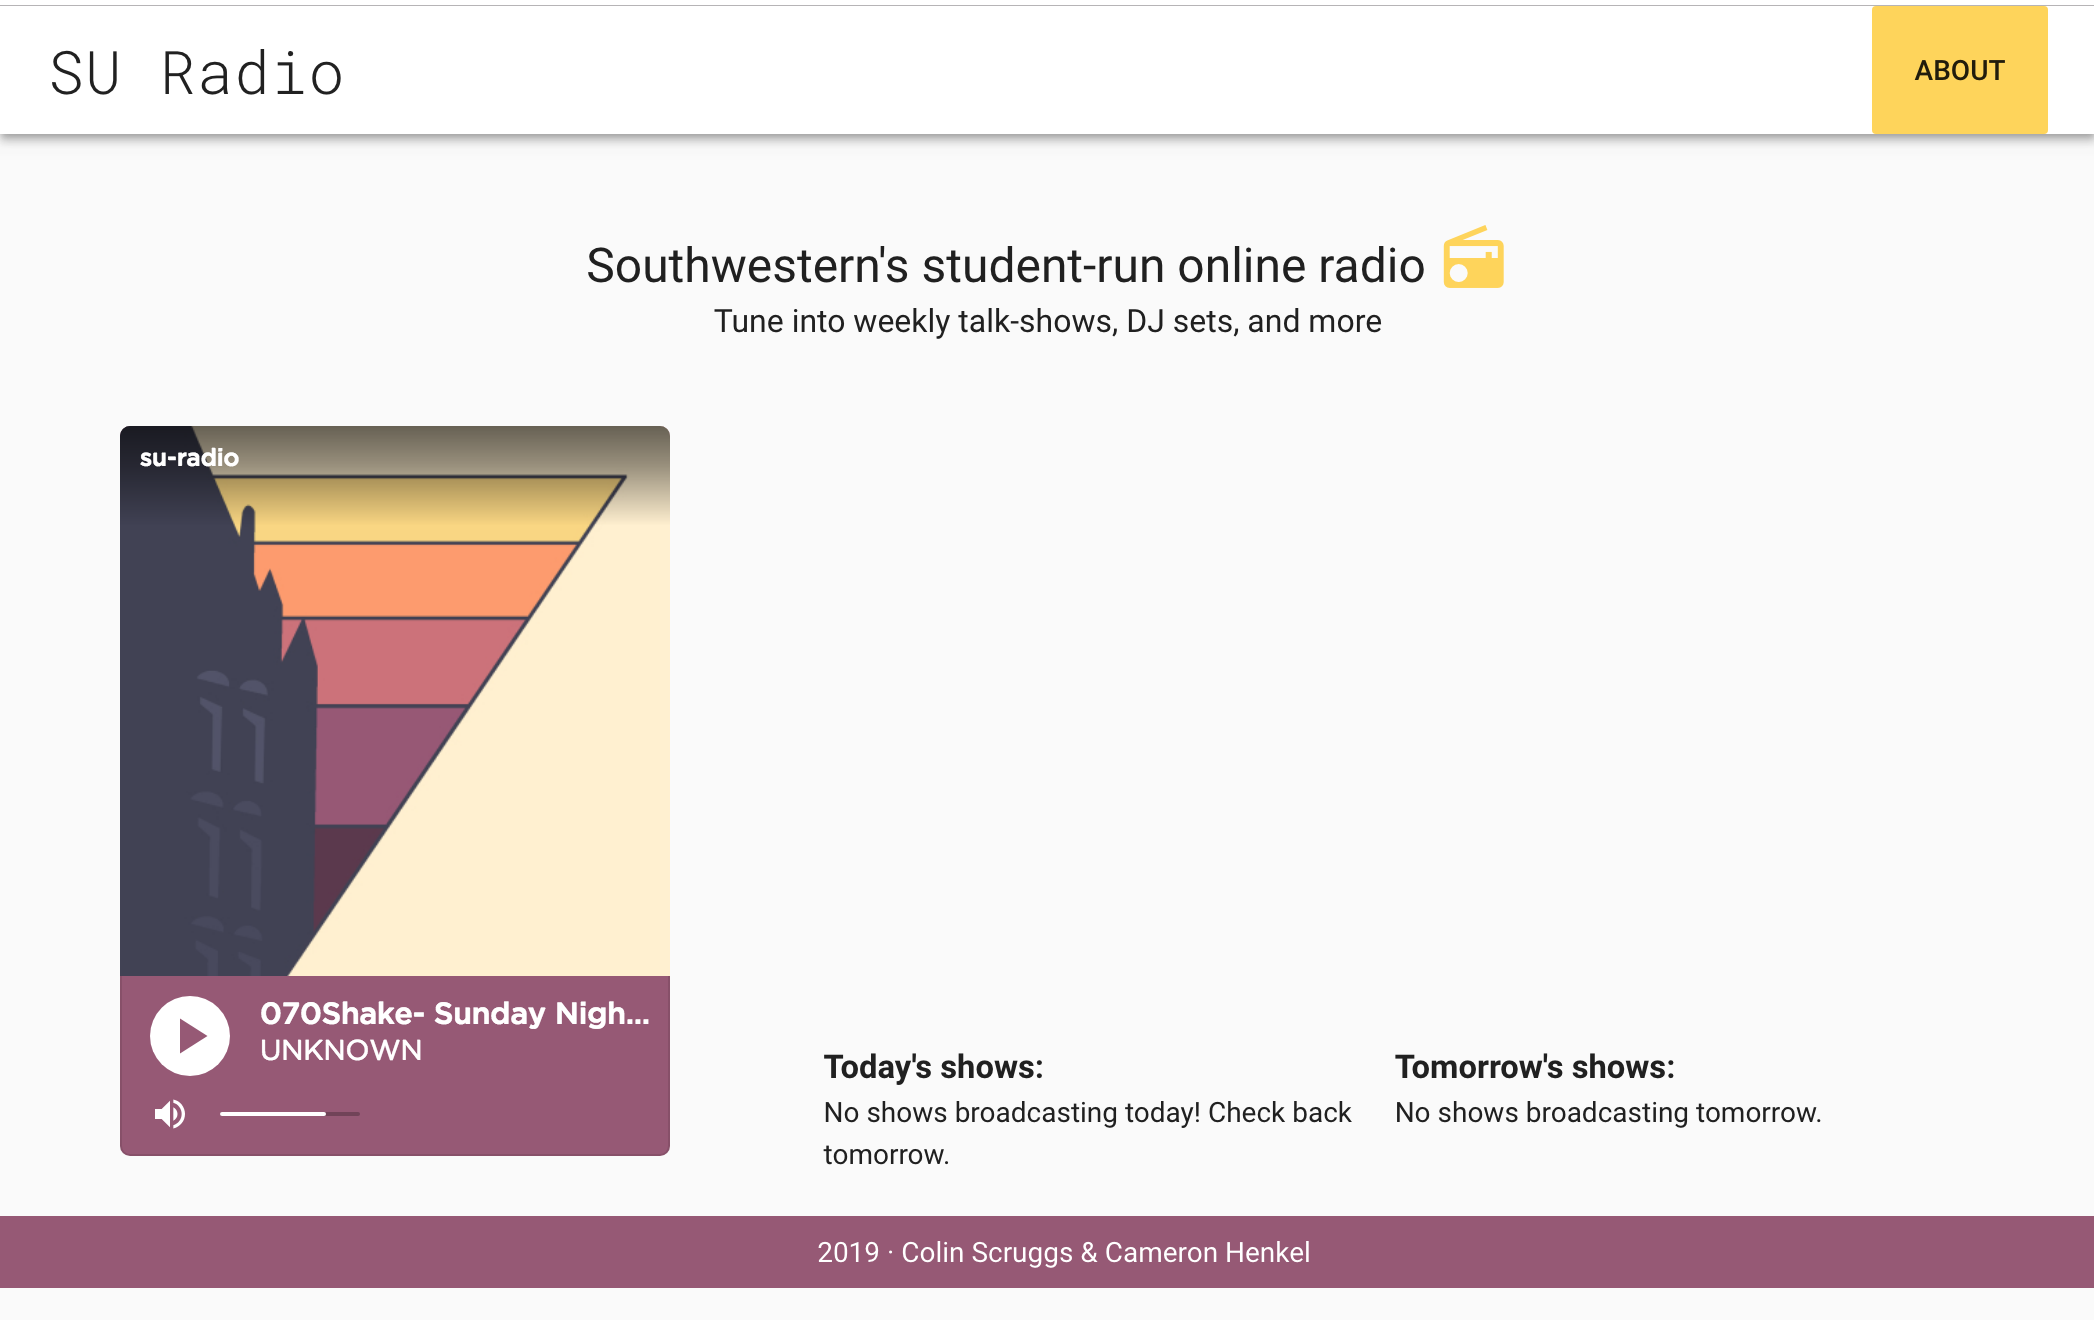 SU Radio
ABOUT
Southwestern's student-run online radio
Tune into weekly talk-shows, DJ sets, and more
su-radio
070Shake- Sunday Nigh...
UNKNOWN
Today's shows:
No shows broadcasting today! Check back
tomorrow.
Tomorrow's shows:
No shows broadcasting tomorrow.
2019 · Colin Scruggs & Cameron Henkel